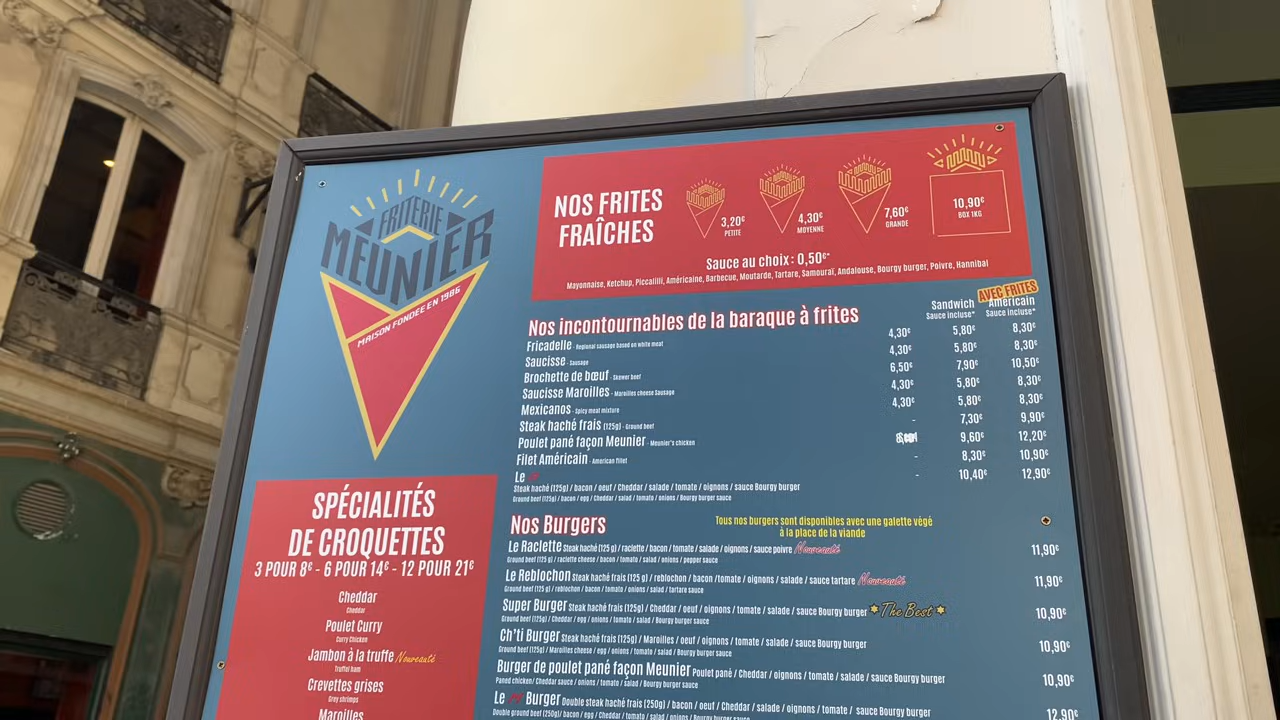 FRITERIE
MEUNIER
MAISON FONDÉE EN 1986
NOS FRITES
FRAÎCHES
3,20€
PETITE
4,30€
MOYENNE
7,60€
GRANDE
10,90€
BOX 1KG
Sauce au choix : 0,50€*
Mayonnaise, Ketchup, Piccalilli, Américaine, Barbecue, Moutarde, Tartare, Samouraï, Andalouse, Bourgy burger, Poivre, Hannibal
AVEC FRITES
Nos incontournables de la baraque à frites
Sandwich Américain
Sauce incluse* Sauce incluse*
Fricadelle - Regional sausage based on white meat 4,30€ 5,80€ 8,30€
Saucisse - Sausage 4,30€ 5,80€ 8,30€
Brochette de bœuf - Skewer beef 6,50€ 7,90€ 10,50€
Saucisse Maroilles - Maroilles cheese Sausage 4,30€ 5,80€ 8,30€
Mexicanos - Spicy meat mixture 4,30€ 5,80€ 8,30€
Steak haché frais (125g) - Ground beef - 7,30€ 9,90€
Poulet pané façon Meunier - Meunier's chicken 9,60€ 12,20€
Filet Américain - American fillet - 8,30€ 10,90€
Le - 10,40€ 12,90€
Steak haché (125g) / bacon / oeuf / Cheddar / salade / tomate / oignons / sauce Bourgy burger
Ground beef (125g) / bacon / egg / Cheddar / salad / tomato / onions / Bourgy burger sauce
Nos Burgers
Tous nos burgers sont disponibles avec une galette végé
à la place de la viande
Le Raclette Steak haché frais (125 g) / raclette / bacon / tomate / salade / oignons / sauce poivre Nouveauté 11,90€
Ground beef (125 g) / raclette cheese / bacon / tomato / salad / onions / pepper sauce
Le Reblochon Steak haché frais (125 g) / reblochon / bacon /tomate / oignons / salade / sauce tartare Nouveauté 11,90€
Ground beef (125 g) / reblochon / bacon / tomato / onions / salad / tartare sauce
Super Burger Steak haché frais (125g) / Cheddar / oeuf / oignons / tomate / salade / sauce Bourgy burger The Best 10,90€
Ground beef (125g) / Cheddar / egg / onions / tomato / salad / Bourgy burger sauce
Ch'ti Burger Steak haché frais (125g) / Maroilles / oeuf / oignons / tomate / salade / sauce Bourgy burger 10,90€
Ground beef (125g) / Maroilles cheese / egg / onions / tomato / salad / Bourgy burger sauce
Burger de poulet pané façon Meunier Poulet pané / Cheddar / oignons / tomate / salade / sauce Bourgy burger 10,90€
Paned chicken/ Cheddar sauce / onions / tomato / salad / Bourgy burger sauce
Le Burger Double steak haché frais (250g) / bacon / oeuf / Cheddar / salade / oignons / tomate / sauce Bourgy burger 12,90€
Double ground beef (250g)/ bacon / egg / Cheddar / tomato / salad / onions / Bourgy burger sauce
SPÉCIALITÉS
DE CROQUETTES
3 POUR 8€ - 6 POUR 14€ - 12 POUR 21€
Cheddar
Cheddar
Poulet Curry
Curry Chicken
Jambon à la truffe Nouveauté
Truffel ham
Crevettes grises
Grey shrimps
Maroilles